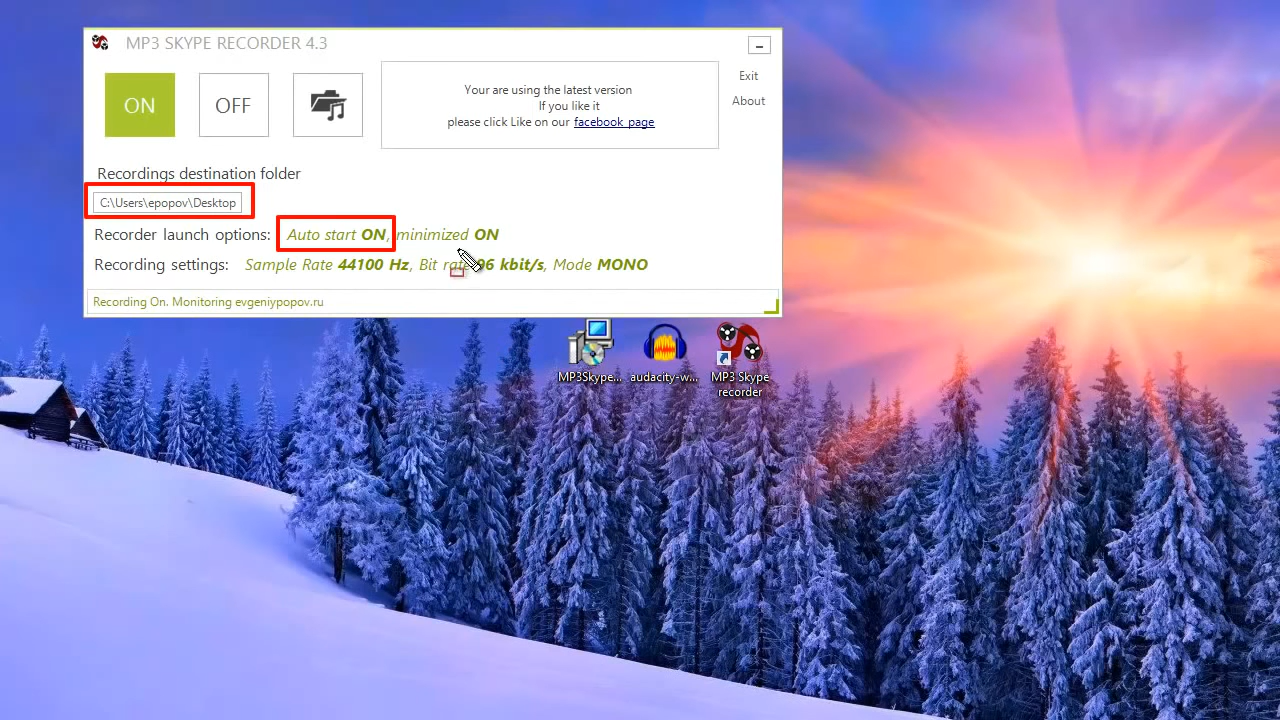 MP3 SKYPE RECORDER 4.3
ON
OFF
Your are using the latest version
If you like it
please click Like on our facebook page
Exit
About
Recordings destination folder
C:\Users\epopov\Desktop
Recorder launch options: Auto start ON, minimized ON
Recording settings: Sample Rate 44100 Hz, Bit rate 96 kbit/s, Mode MONO
Recording On. Monitoring evgeniypopov.ru
MP3Skype... audacity-w... MP3 Skype
recorder